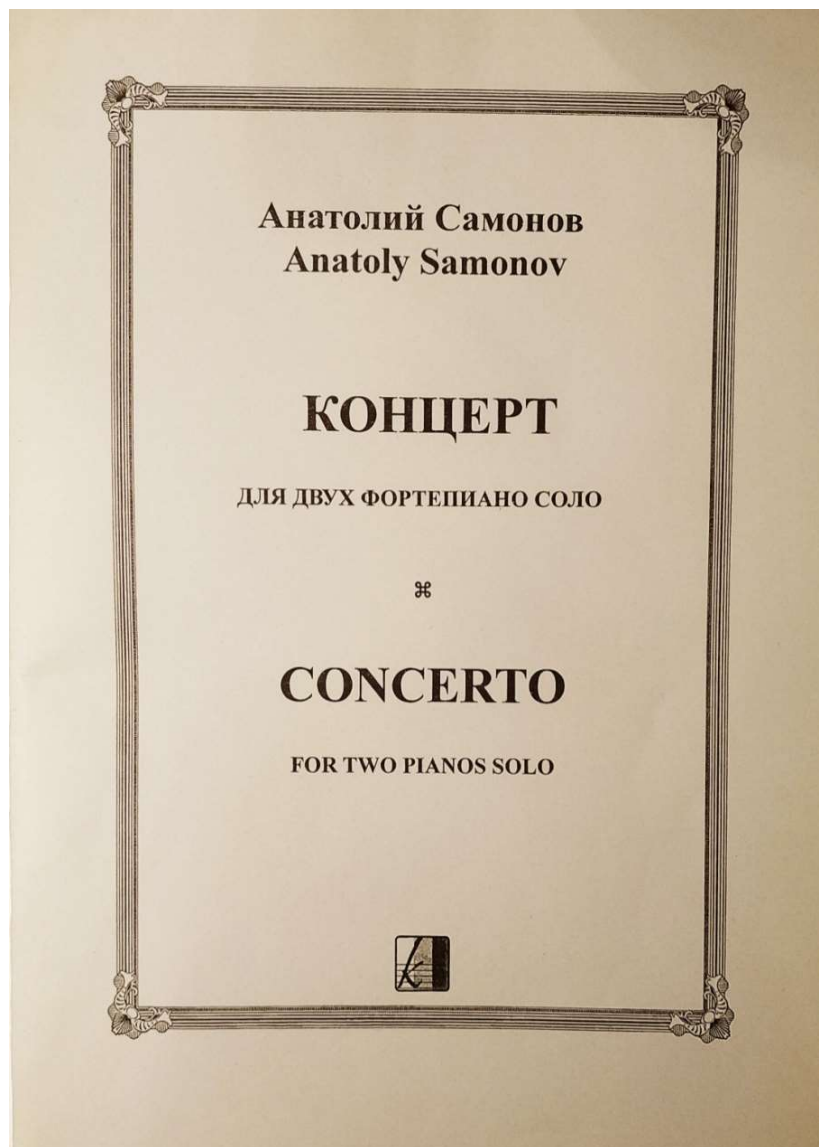 Анатолий Самонов
Anatoly Samonov
КОНЦЕРТ
ДЛЯ ДВУХ ФОРТЕПИАНО СОЛО
⌘
CONCERTO
FOR TWO PIANOS SOLO
k